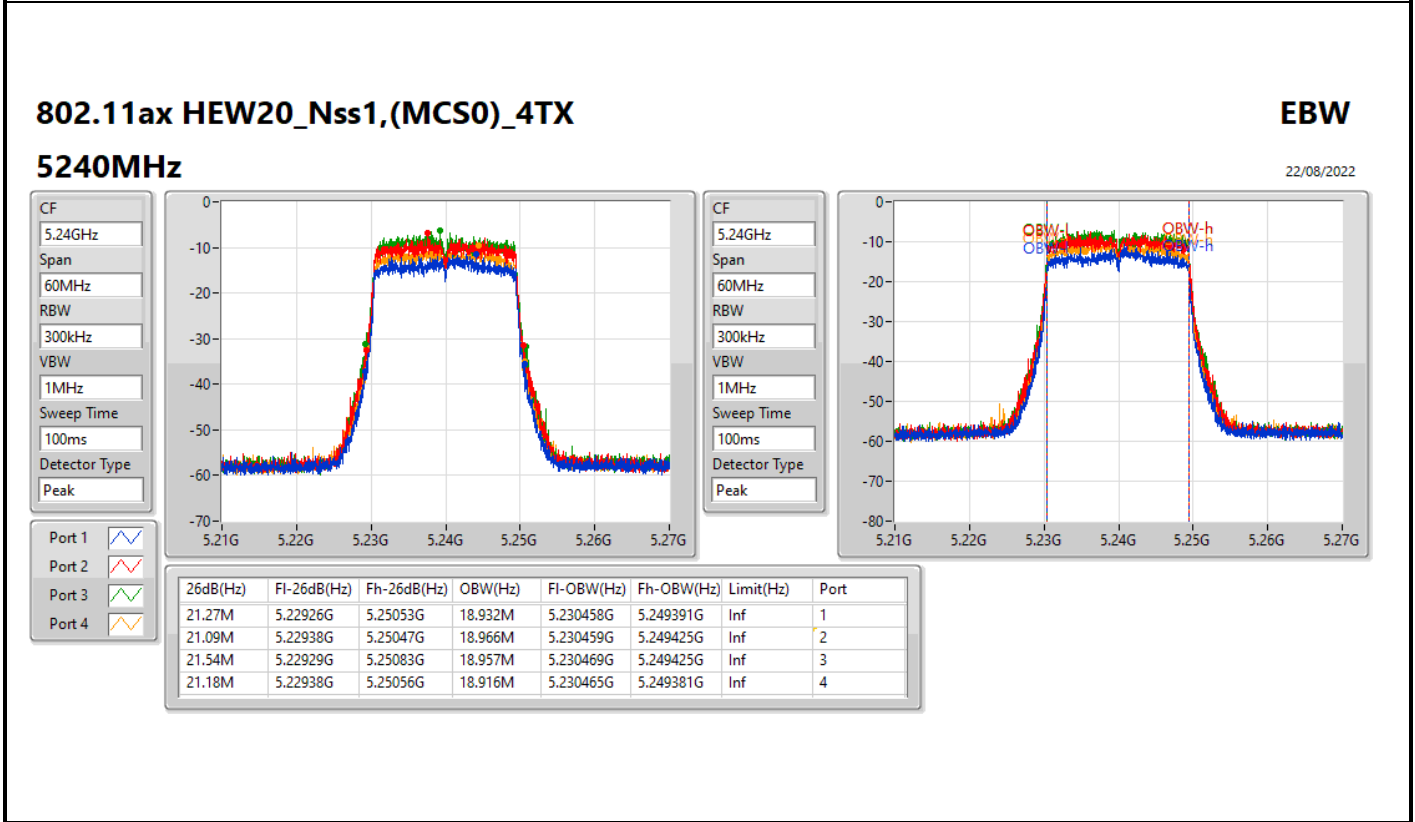 802.11ax HEW20_Nss1,(MCS0)_4TX
EBW
5240MHz
22/08/2022
CF
5.24GHz
Span
60MHz
RBW
300kHz
VBW
1MHz
Sweep Time
100ms
Detector Type
Peak
0
-10
-20
-30
-40
-50
-60
-70
5.21G 5.22G 5.23G 5.24G 5.25G 5.26G 5.27G
CF
5.24GHz
Span
60MHz
RBW
300kHz
VBW
1MHz
Sweep Time
100ms
Detector Type
Peak
0
-10
-20
-30
-40
-50
-60
-70
-80
OBW-l OBW-h
OBW-h
5.21G 5.22G 5.23G 5.24G 5.25G 5.26G 5.27G
Port 1
Port 2
Port 3
Port 4
26dB(Hz) Fl-26dB(Hz) Fh-26dB(Hz) OBW(Hz) Fl-OBW(Hz) Fh-OBW(Hz) Limit(Hz) Port
21.27M 5.22926G 5.25053G 18.932M 5.230458G 5.249391G Inf 1
21.09M 5.22938G 5.25047G 18.966M 5.230459G 5.249425G Inf 2
21.54M 5.22929G 5.25083G 18.957M 5.230469G 5.249425G Inf 3
21.18M 5.22938G 5.25056G 18.916M 5.230465G 5.249381G Inf 4